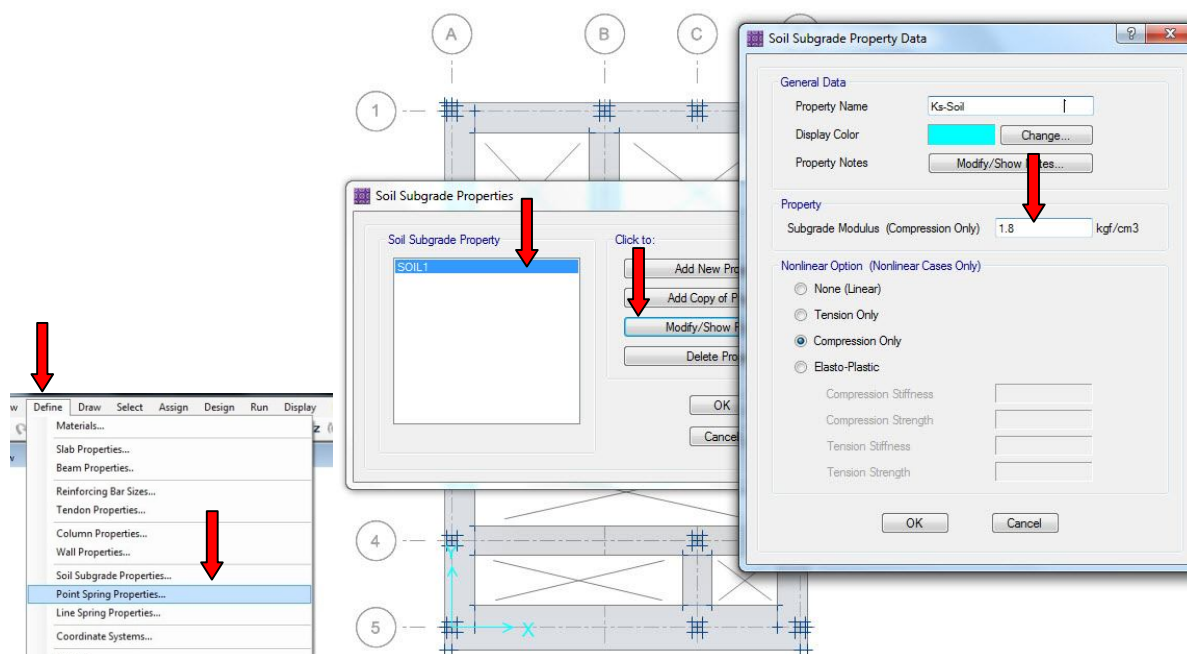 A
B
C
1
4
5
Y
X
w Define Draw Select Assign Design Run Display
Materials...
Slab Properties...
Beam Properties..
Reinforcing Bar Sizes...
Tendon Properties...
Column Properties...
Wall Properties...
Soil Subgrade Properties...
Point Spring Properties...
Line Spring Properties...
Coordinate Systems...
Soil Subgrade Properties
Soil Subgrade Property
SOIL1
Click to:
Add New
Add Copy of
Modify/Show
Delete
OK
Cancel
Soil Subgrade Property Data
General Data
Property Name Ks-Soil
Display Color Change...
Property Notes Modify/Show
Property
Subgrade Modulus (Compression Only) 1.8 kgf/cm3
Nonlinear Option (Nonlinear Cases Only)
None (Linear)
Tension Only
Compression Only
Elasto-Plastic
Compression Stiffness
Compression Strength
Tension Stiffness
Tension Strength
OK Cancel